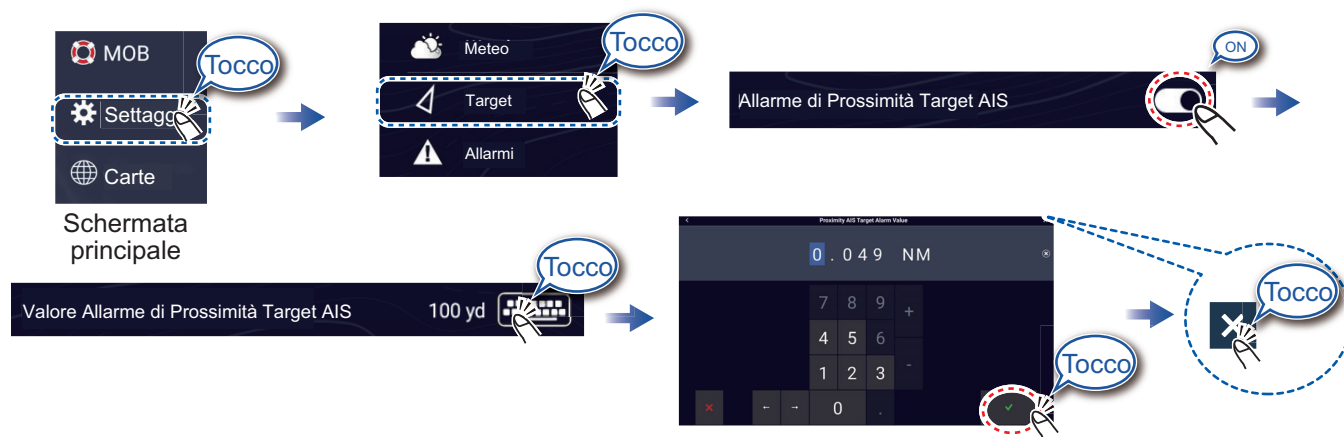 MOB
Tocco
Settagg
Carte
Schermata
principale
Meteo
Tocco
Target
Allarmi
ON
Allarme di Prossimità Target AIS
Tocco
Valore Allarme di Prossimità Target AIS 100 yd
Proximity AIS Target Alarm Value
0.049 NM
7 8 9 +
4 5 6
1 2 3 -
← → 0 .
Tocco
Tocco